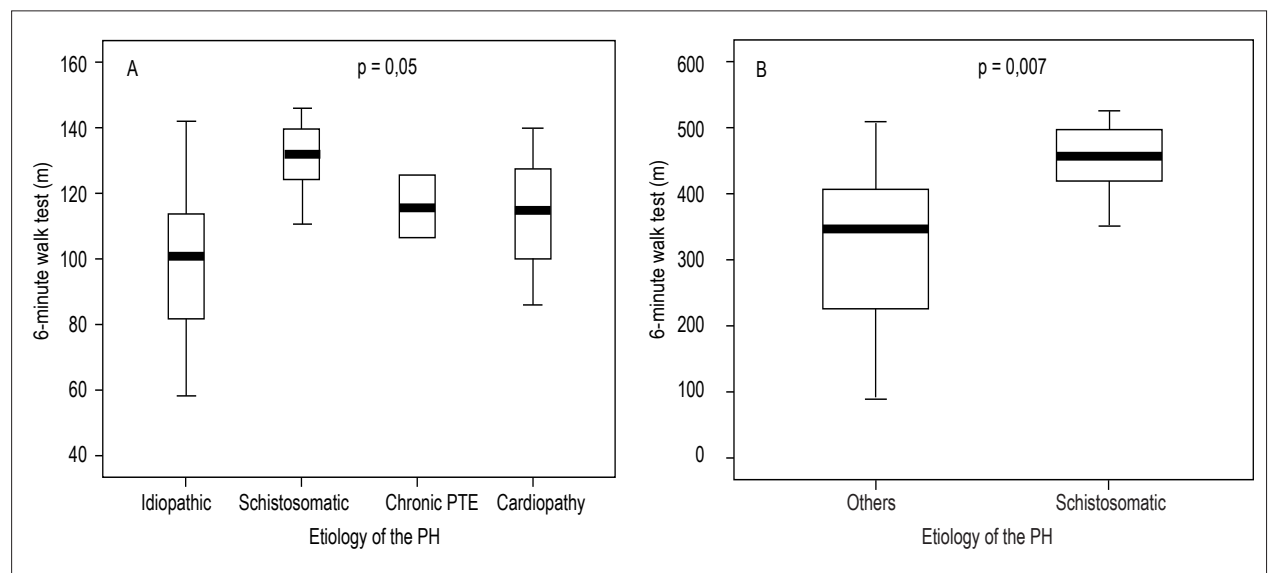 A
p = 0,05
6-minute walk test (m)
160
140
120
100
80
60
40
Idiopathic Schistosomatic Chronic PTE Cardiopathy
Etiology of the PH
B
p = 0,007
6-minute walk test (m)
600
500
400
300
200
100
0
Others Schistosomatic
Etiology of the PH